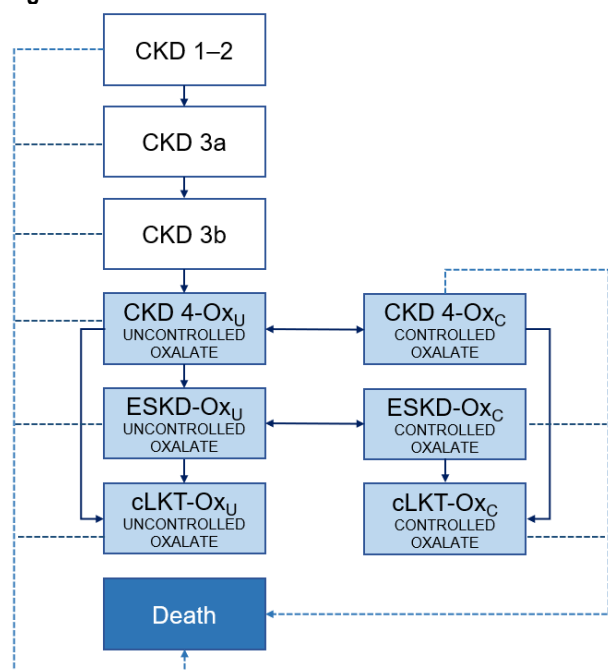 CKD 1–2
CKD 3a
CKD 3b
CKD 4-OxU
UNCONTROLLED
OXALATE
CKD 4-OxC
CONTROLLED
OXALATE
ESKD-OxU
UNCONTROLLED
OXALATE
ESKD-OxC
CONTROLLED
OXALATE
cLKT-OxU
UNCONTROLLED
OXALATE
cLKT-OxC
CONTROLLED
OXALATE
Death